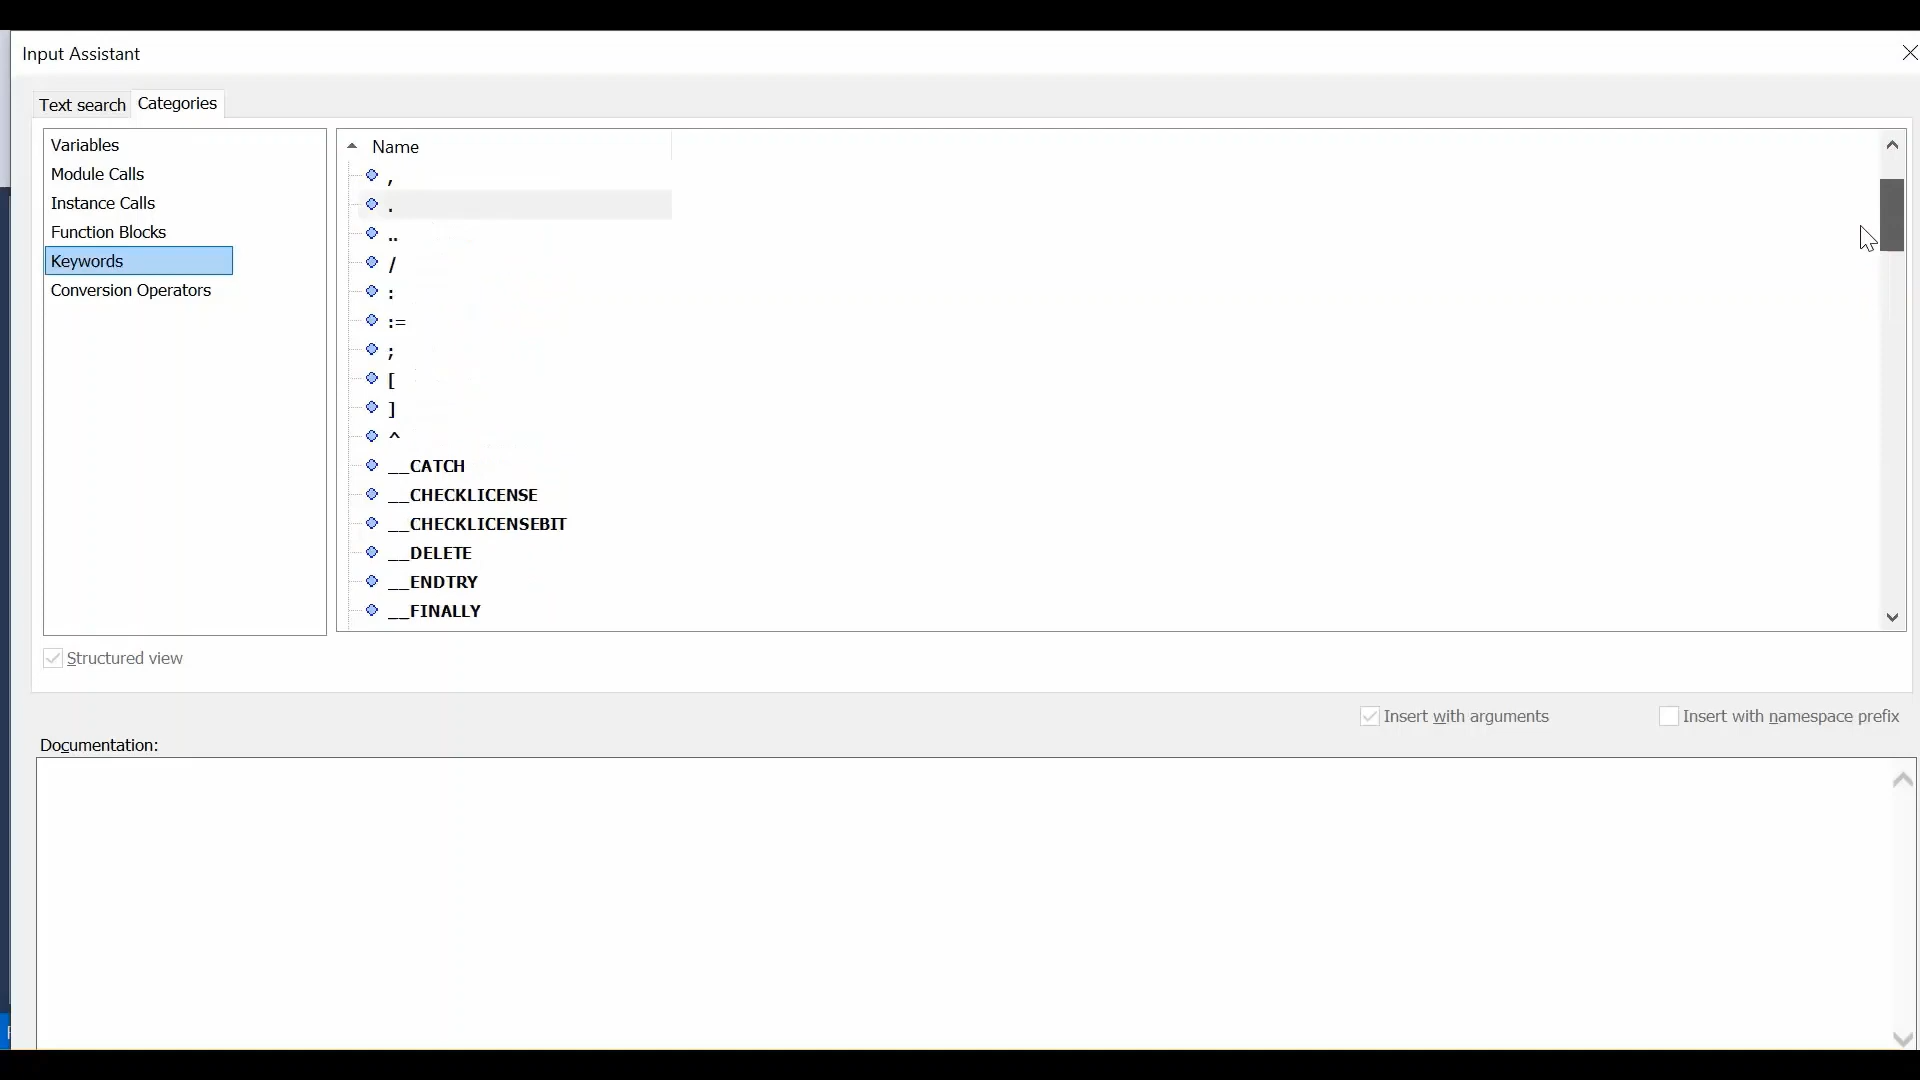 Input Assistant
Text search
Categories
Variables
Module Calls
Instance Calls
Function Blocks
Keywords
Conversion Operators
Name
,
.
..
/
:
:=
;
[
]
^
__CATCH
__CHECKLICENSE
__CHECKLICENSEBIT
__DELETE
__ENDTRY
__FINALLY
Structured view
Insert with arguments
Insert with namespace prefix
Documentation: